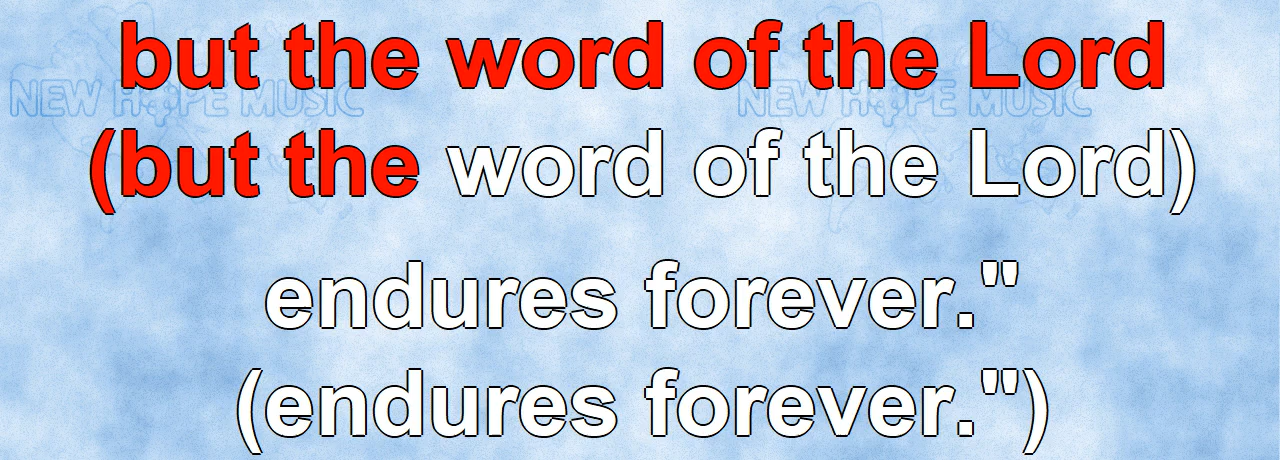 but the word of the Lord
NEW HOPE MUSIC NEW HOPE MUSIC
(but the word of the Lord)
endures forever."
(endures forever.")